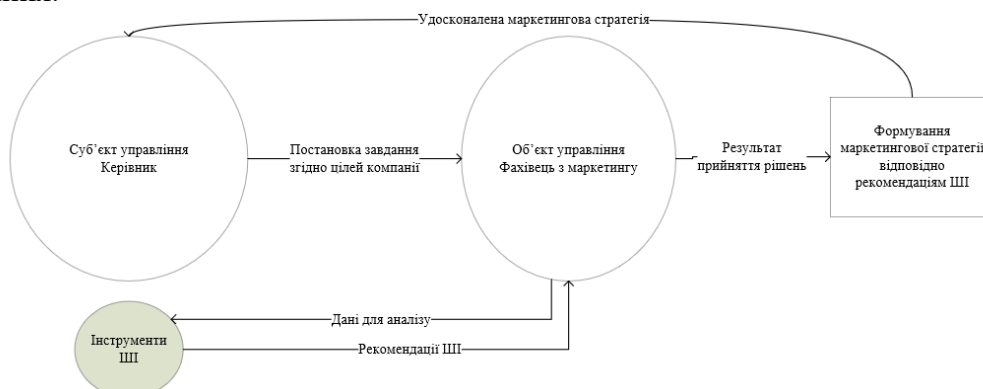 Удосконалена маркетингова стратегія
Суб’єкт управління
Керівник
Постановка завдання
згідно цілей компанії
Об’єкт управління
Фахівець з маркетингу
Результат
прийняття рішень
Формування
маркетингової стратегії
відповідно
рекомендаціям ШІ
Дані для аналізу
Інструменти
ШІ
Рекомендації ШІ